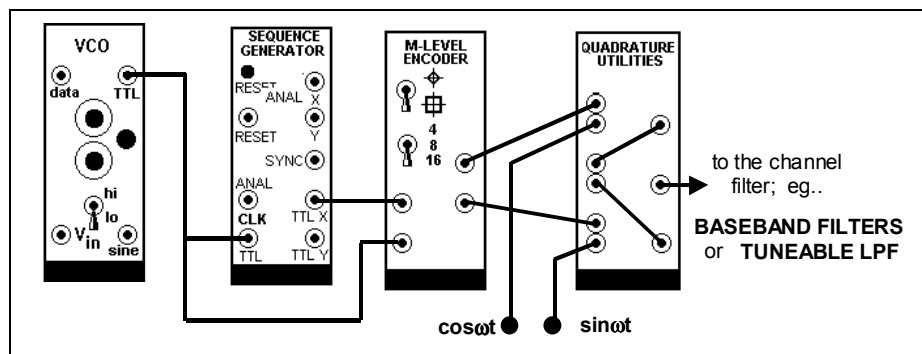 VCO
data
TTL
hi
lo
Vin
sine
SEQUENCE
GENERATOR
RESET
ANAL
X
RESET
Y
SYNC
ANAL
CLK
TTL X
TTL
TTL Y
M-LEVEL
ENCODER
4
8
16
QUADRATURE
UTILITIES
to the channel
filter; eg..
BASEBAND FILTERS
or TUNEABLE LPF
cosωt
sinωt